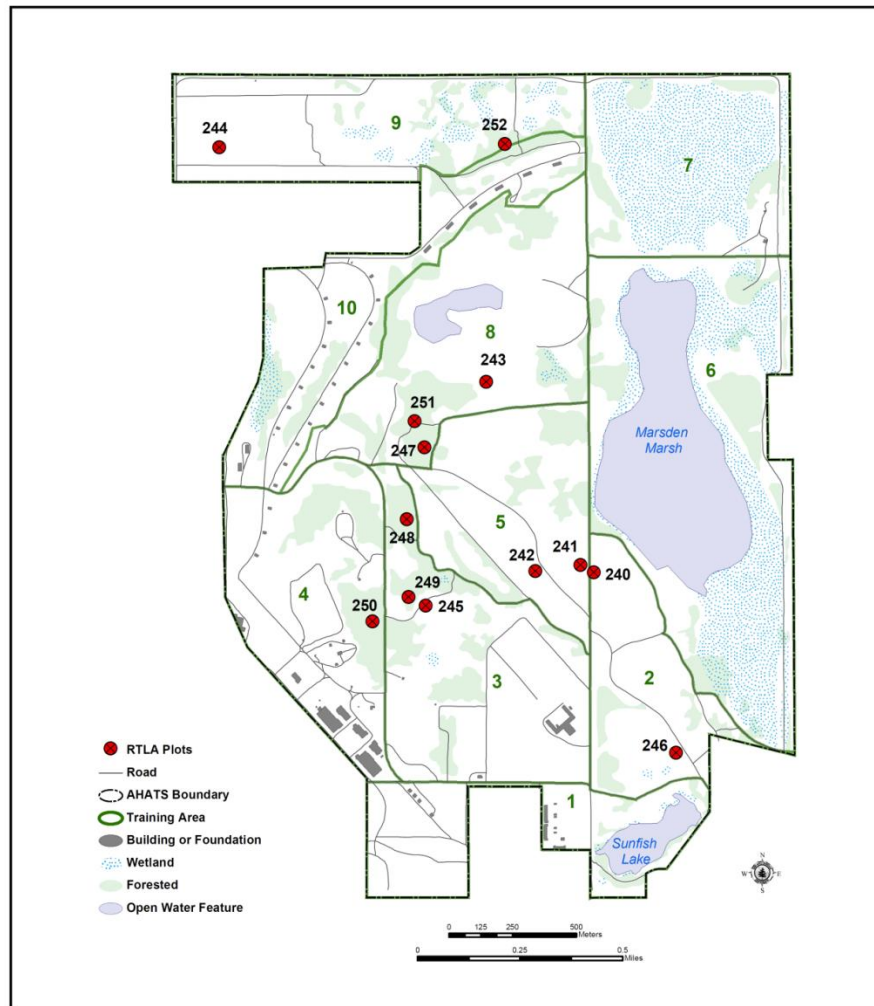 244
9
252
7
10
8
243
6
251
247
Marsden
Marsh
5
248
242
241
240
249
4
250
245
3
2
246
RTLA Plots
Road
AHATS Boundary
Training Area
Building or Foundation
Wetland
Forested
Open Water Feature
1
Sunfish
Lake
N
W E
S
0 125 250 500
Meters
0 0.25 0.5
Miles